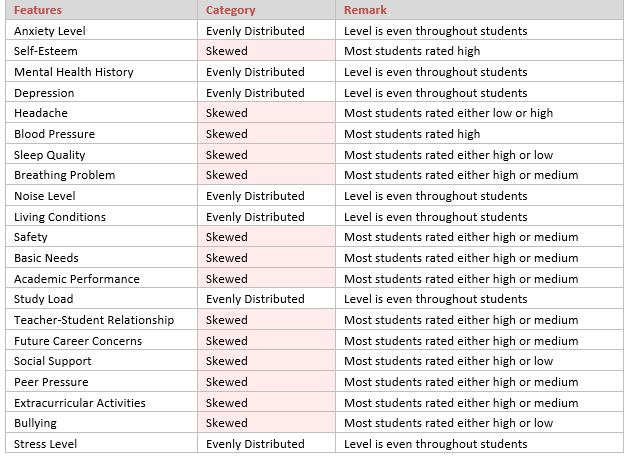 Features Category Remark
Anxiety Level Evenly Distributed Level is even throughout students
Self-Esteem Skewed Most students rated high
Mental Health History Evenly Distributed Level is even throughout students
Depression Evenly Distributed Level is even throughout students
Headache Skewed Most students rated either low or high
Blood Pressure Skewed Most students rated high
Sleep Quality Skewed Most students rated either high or low
Breathing Problem Skewed Most students rated either high or medium
Noise Level Evenly Distributed Level is even throughout students
Living Conditions Evenly Distributed Level is even throughout students
Safety Skewed Most students rated either high or medium
Basic Needs Skewed Most students rated either high or medium
Academic Performance Skewed Most students rated either high or medium
Study Load Evenly Distributed Level is even throughout students
Teacher-Student Relationship Skewed Most students rated either high or medium
Future Career Concerns Skewed Most students rated either high or medium
Social Support Skewed Most students rated either high or low
Peer Pressure Skewed Most students rated either high or medium
Extracurricular Activities Skewed Most students rated either high or medium
Bullying Skewed Most students rated either high or low
Stress Level Evenly Distributed Level is even throughout students